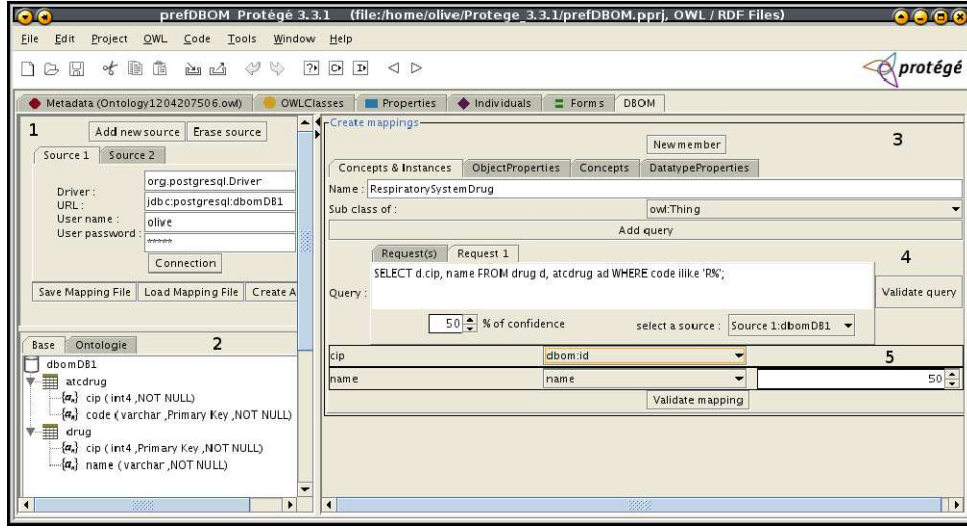 prefDBOM Protégé 3.3.1 (file:/home/olive/Protege_3.3.1/prefDBOM.pprj, OWL / RDF Files)
File Edit Project OWL Code Tools Window Help
protégé
Metadata (Ontology1204207506.owl) OWLClasses Properties Individuals Forms DBOM
1
Add new source Erase source
Source 1 Source 2
Driver : org.postgresql.Driver
URL : jdbc:postgresql:dbomDB1
User name : olive
User password : *****
Connection
Save Mapping File Load Mapping File Create A
Base Ontologie 2
dbomDB1
atcdrug
{a,} cip ( int4 ,NOT NULL)
{a,} code ( varchar ,Primary Key ,NOT NULL)
drug
{a,} cip ( int4 ,Primary Key ,NOT NULL)
{a,} name ( varchar ,NOT NULL)
Create mappings
New member 3
Concepts & Instances ObjectProperties Concepts DatatypeProperties
Name : RespiratorySystemDrug
Sub class of : owl:Thing
Add query
Request(s) Request 1 4
Query : SELECT d.cip, name FROM drug d, atcdrug ad WHERE code ilike 'R%';
Validate query
50 % of confidence select a source : Source 1:dbomDB1
cip dbom:id 5
name name 50
Validate mapping